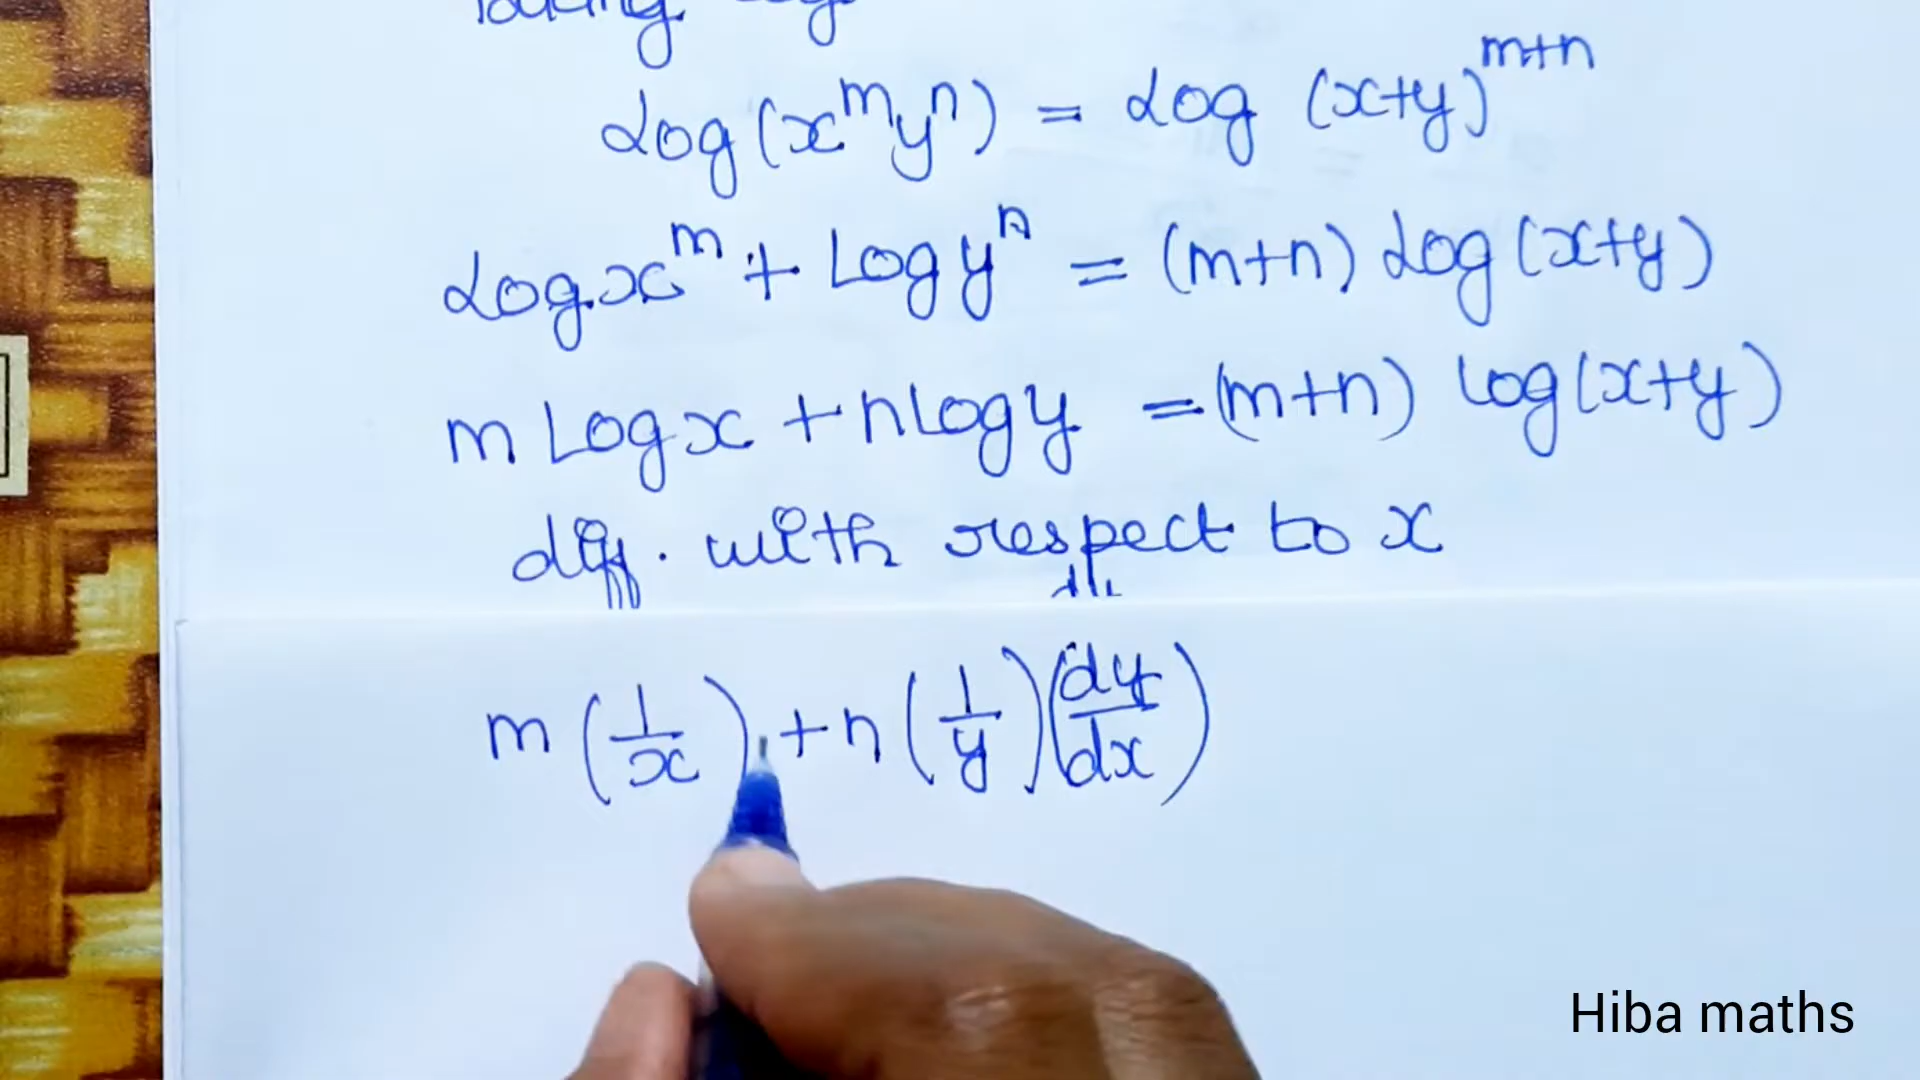 log (x^m y^n) = log (x+y)^m+n
log x^m + log y^n = (m+n) log (x+y)
m log x + n log y = (m+n) log (x+y)
diff. with respect to x
m (1/x) + n (1/y) (dy/dx)
Hiba maths